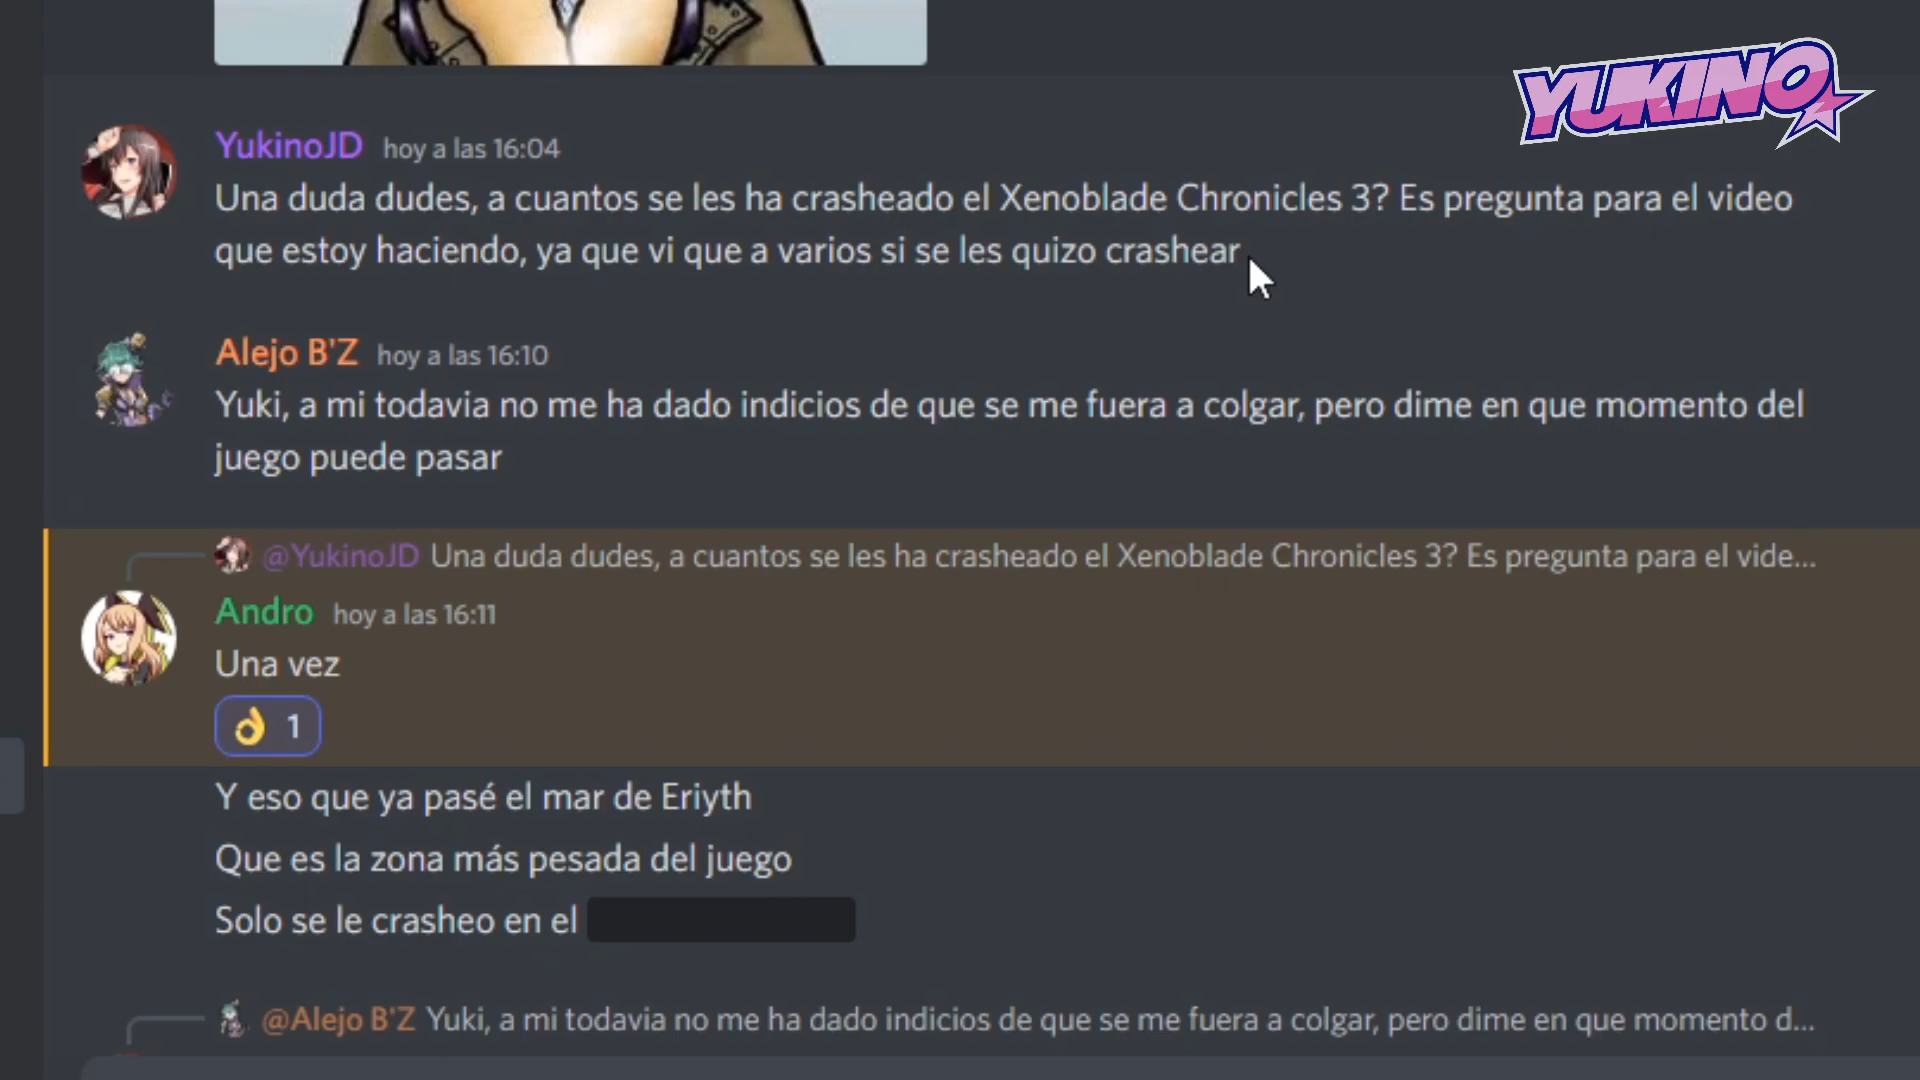 YUKINO
YukinoJD hoy a las 16:04
Una duda dudes, a cuantos se les ha crasheado el Xenoblade Chronicles 3? Es pregunta para el video
que estoy haciendo, ya que vi que a varios si se les quizo crashear
Alejo B'Z hoy a las 16:10
Yuki, a mi todavia no me ha dado indicios de que se me fuera a colgar, pero dime en que momento del
juego puede pasar
@YukinoJD Una duda dudes, a cuantos se les ha crasheado el Xenoblade Chronicles 3? Es pregunta para el vide...
Andro hoy a las 16:11
Una vez
👌 1
Y eso que ya pasé el mar de Eriyth
Que es la zona más pesada del juego
Solo se le crasheo en el
@Alejo B'Z Yuki, a mi todavia no me ha dado indicios de que se me fuera a colgar, pero dime en que momento d...